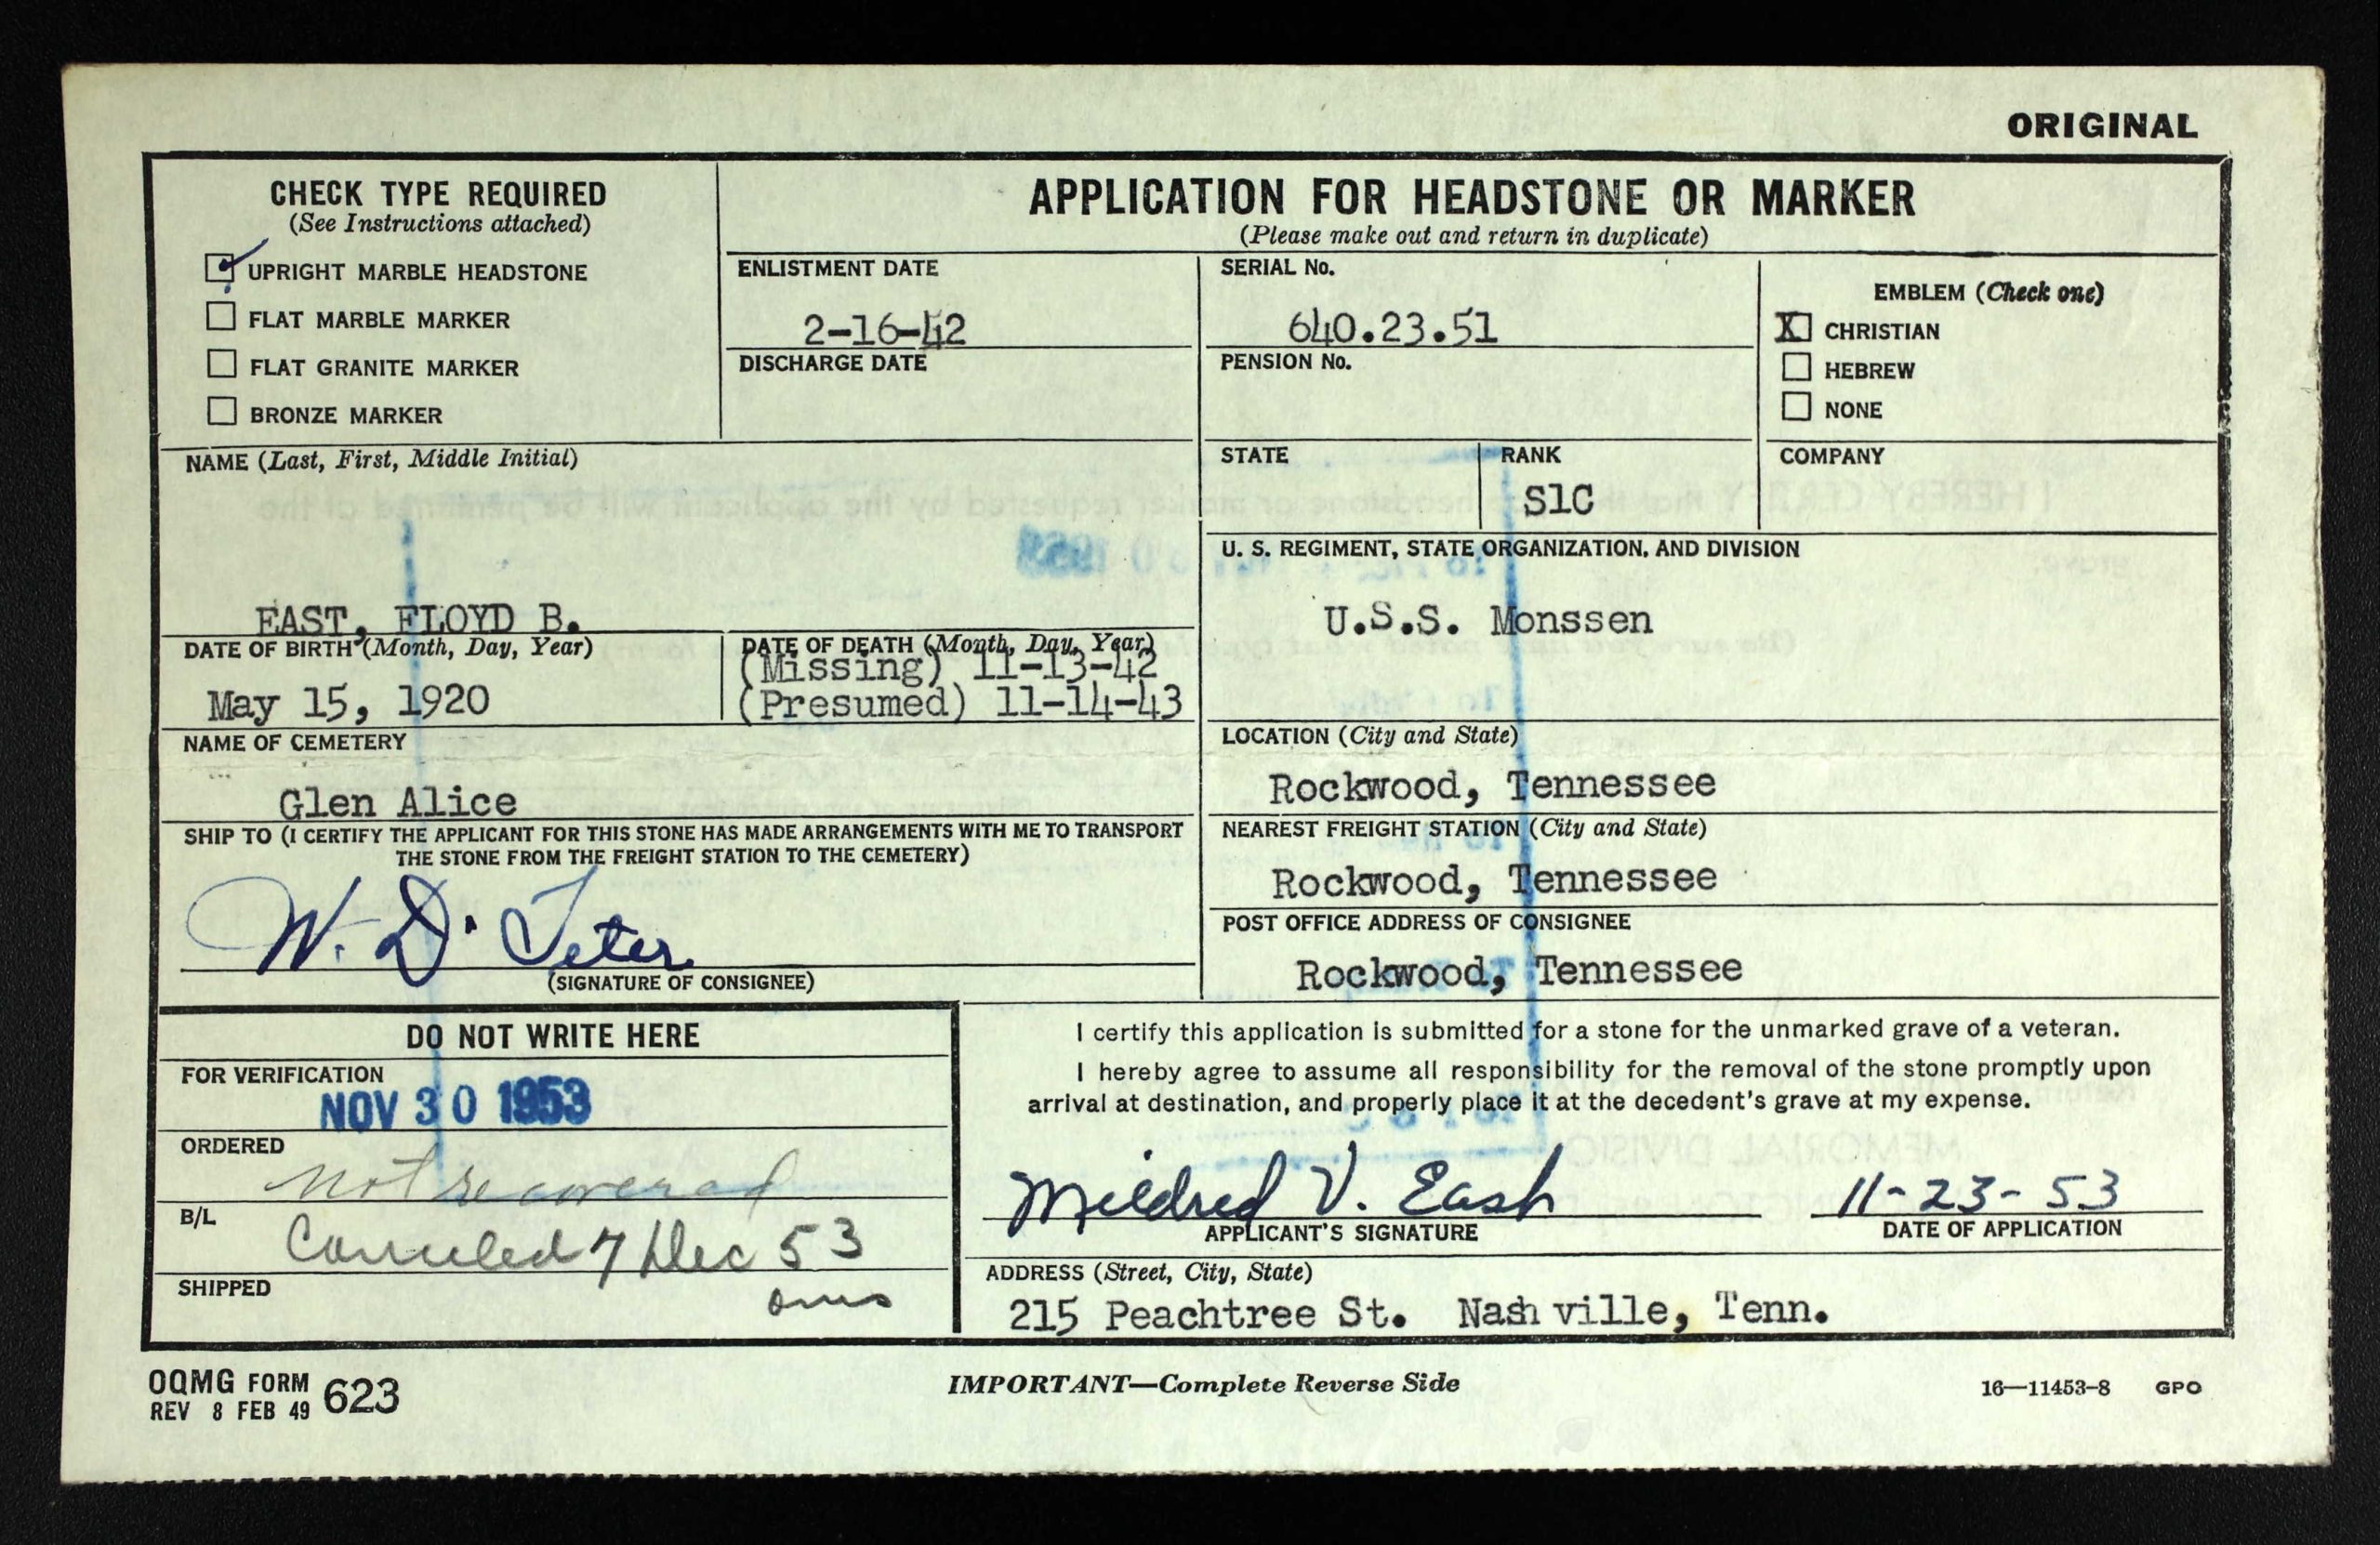 ORIGINAL
CHECK TYPE REQUIRED
(See Instructions attached)
UPRIGHT MARBLE HEADSTONE
FLAT MARBLE MARKER
FLAT GRANITE MARKER
BRONZE MARKER
APPLICATION FOR HEADSTONE OR MARKER
(Please make out and return in duplicate)
ENLISTMENT DATE
2-16-42
DISCHARGE DATE
SERIAL No.
640.23.51
PENSION No.
EMBLEM (Check one)
X CHRISTIAN
HEBREW
NONE
NAME (Last, First, Middle Initial)
EAST, FLOYD B.
STATE
RANK
S1C
COMPANY
U. S. REGIMENT, STATE ORGANIZATION, AND DIVISION
U.S.S. Monssen
DATE OF BIRTH (Month, Day, Year)
May 15, 1920
DATE OF DEATH (Month, Day, Year)
(Missing) 11-13-42
(Presumed) 11-14-43
NAME OF CEMETERY
Glen Alice
LOCATION (City and State)
Rockwood, Tennessee
SHIP TO (I CERTIFY THE APPLICANT FOR THIS STONE HAS MADE ARRANGEMENTS WITH ME TO TRANSPORT
THE STONE FROM THE FREIGHT STATION TO THE CEMETERY)
W. D. Teter
(SIGNATURE OF CONSIGNEE)
NEAREST FREIGHT STATION (City and State)
Rockwood, Tennessee
POST OFFICE ADDRESS OF CONSIGNEE
Rockwood, Tennessee
DO NOT WRITE HERE
FOR VERIFICATION
NOV 30 1953
ORDERED
not recovered
B/L
Canceled 7 Dec 53
SHIPPED
I certify this application is submitted for a stone for the unmarked grave of a veteran.
I hereby agree to assume all responsibility for the removal of the stone promptly upon
arrival at destination, and properly place it at the decedent's grave at my expense.
Mildred V. East
11-23-53
APPLICANT'S SIGNATURE
DATE OF APPLICATION
ADDRESS (Street, City, State)
215 Peachtree St. Nashville, Tenn.
OQMG FORM 623
REV 8 FEB 49
IMPORTANT—Complete Reverse Side
16—11453-8 GPO